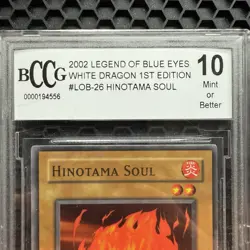 BCCG
0000194556
2002 LEGEND OF BLUE EYES
WHITE DRAGON 1ST EDITION
#LOB-26 HINOTAMA SOUL
10
Mint
or
Better
HINOTAMA SOUL
炎